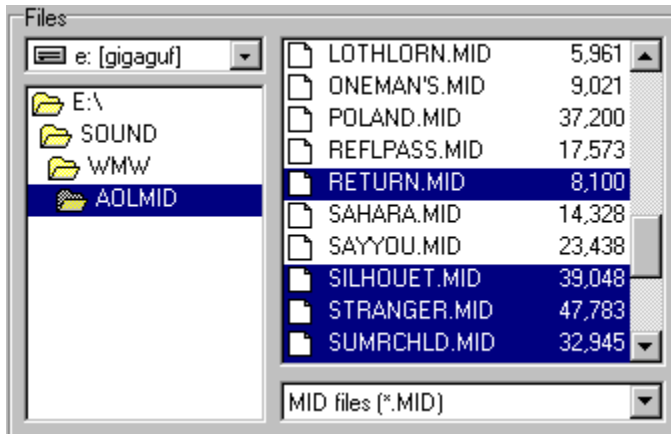 Files
e: [gigaguf]
E:\
SOUND
WMW
AOLMID
LOTHLORN.MID 5,961
ONEMAN'S.MID 9,021
POLAND.MID 37,200
REFLPASS.MID 17,573
RETURN.MID 8,100
SAHARA.MID 14,328
SAYYOU.MID 23,438
SILHOUET.MID 39,048
STRANGER.MID 47,783
SUMRCHLD.MID 32,945
MID files (*.MID)